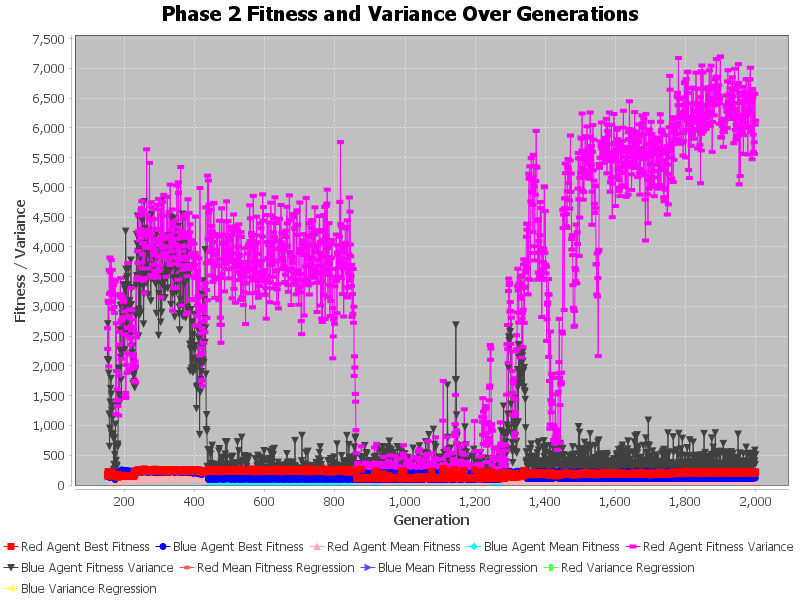 Phase 2 Fitness and Variance Over Generations
7,500
7,000
6,500
6,000
5,500
5,000
4,500
4,000
3,500
3,000
2,500
2,000
1,500
1,000
500
0
Fitness / Variance
200 400 600 800 1,000 1,200 1,400 1,600 1,800 2,000
Generation
Red Agent Best Fitness Blue Agent Best Fitness Red Agent Mean Fitness Blue Agent Mean Fitness Red Agent Fitness Variance
Blue Agent Fitness Variance Red Mean Fitness Regression Blue Mean Fitness Regression Red Variance Regression
Blue Variance Regression